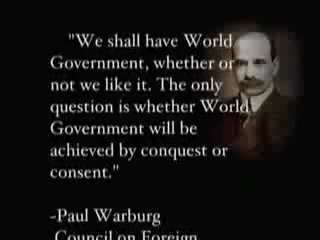 "We shall have World
Government, whether or
not we like it. The only
question is whether World
Government will be
achieved by conquest or
consent."
-Paul Warburg
Council on Foreign